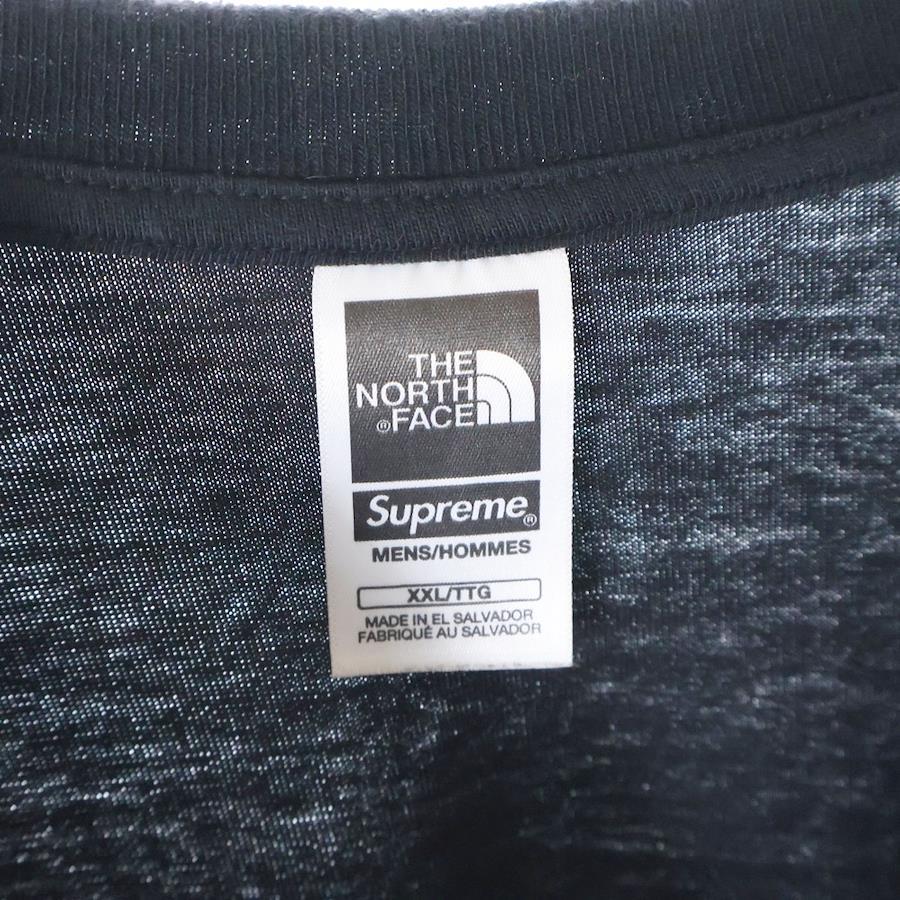 THE
NORTH
FACE®
Supreme®
MENS/HOMMES
XXL/TTG
MADE IN EL SALVADOR
FABRIQUÉ AU SALVADOR